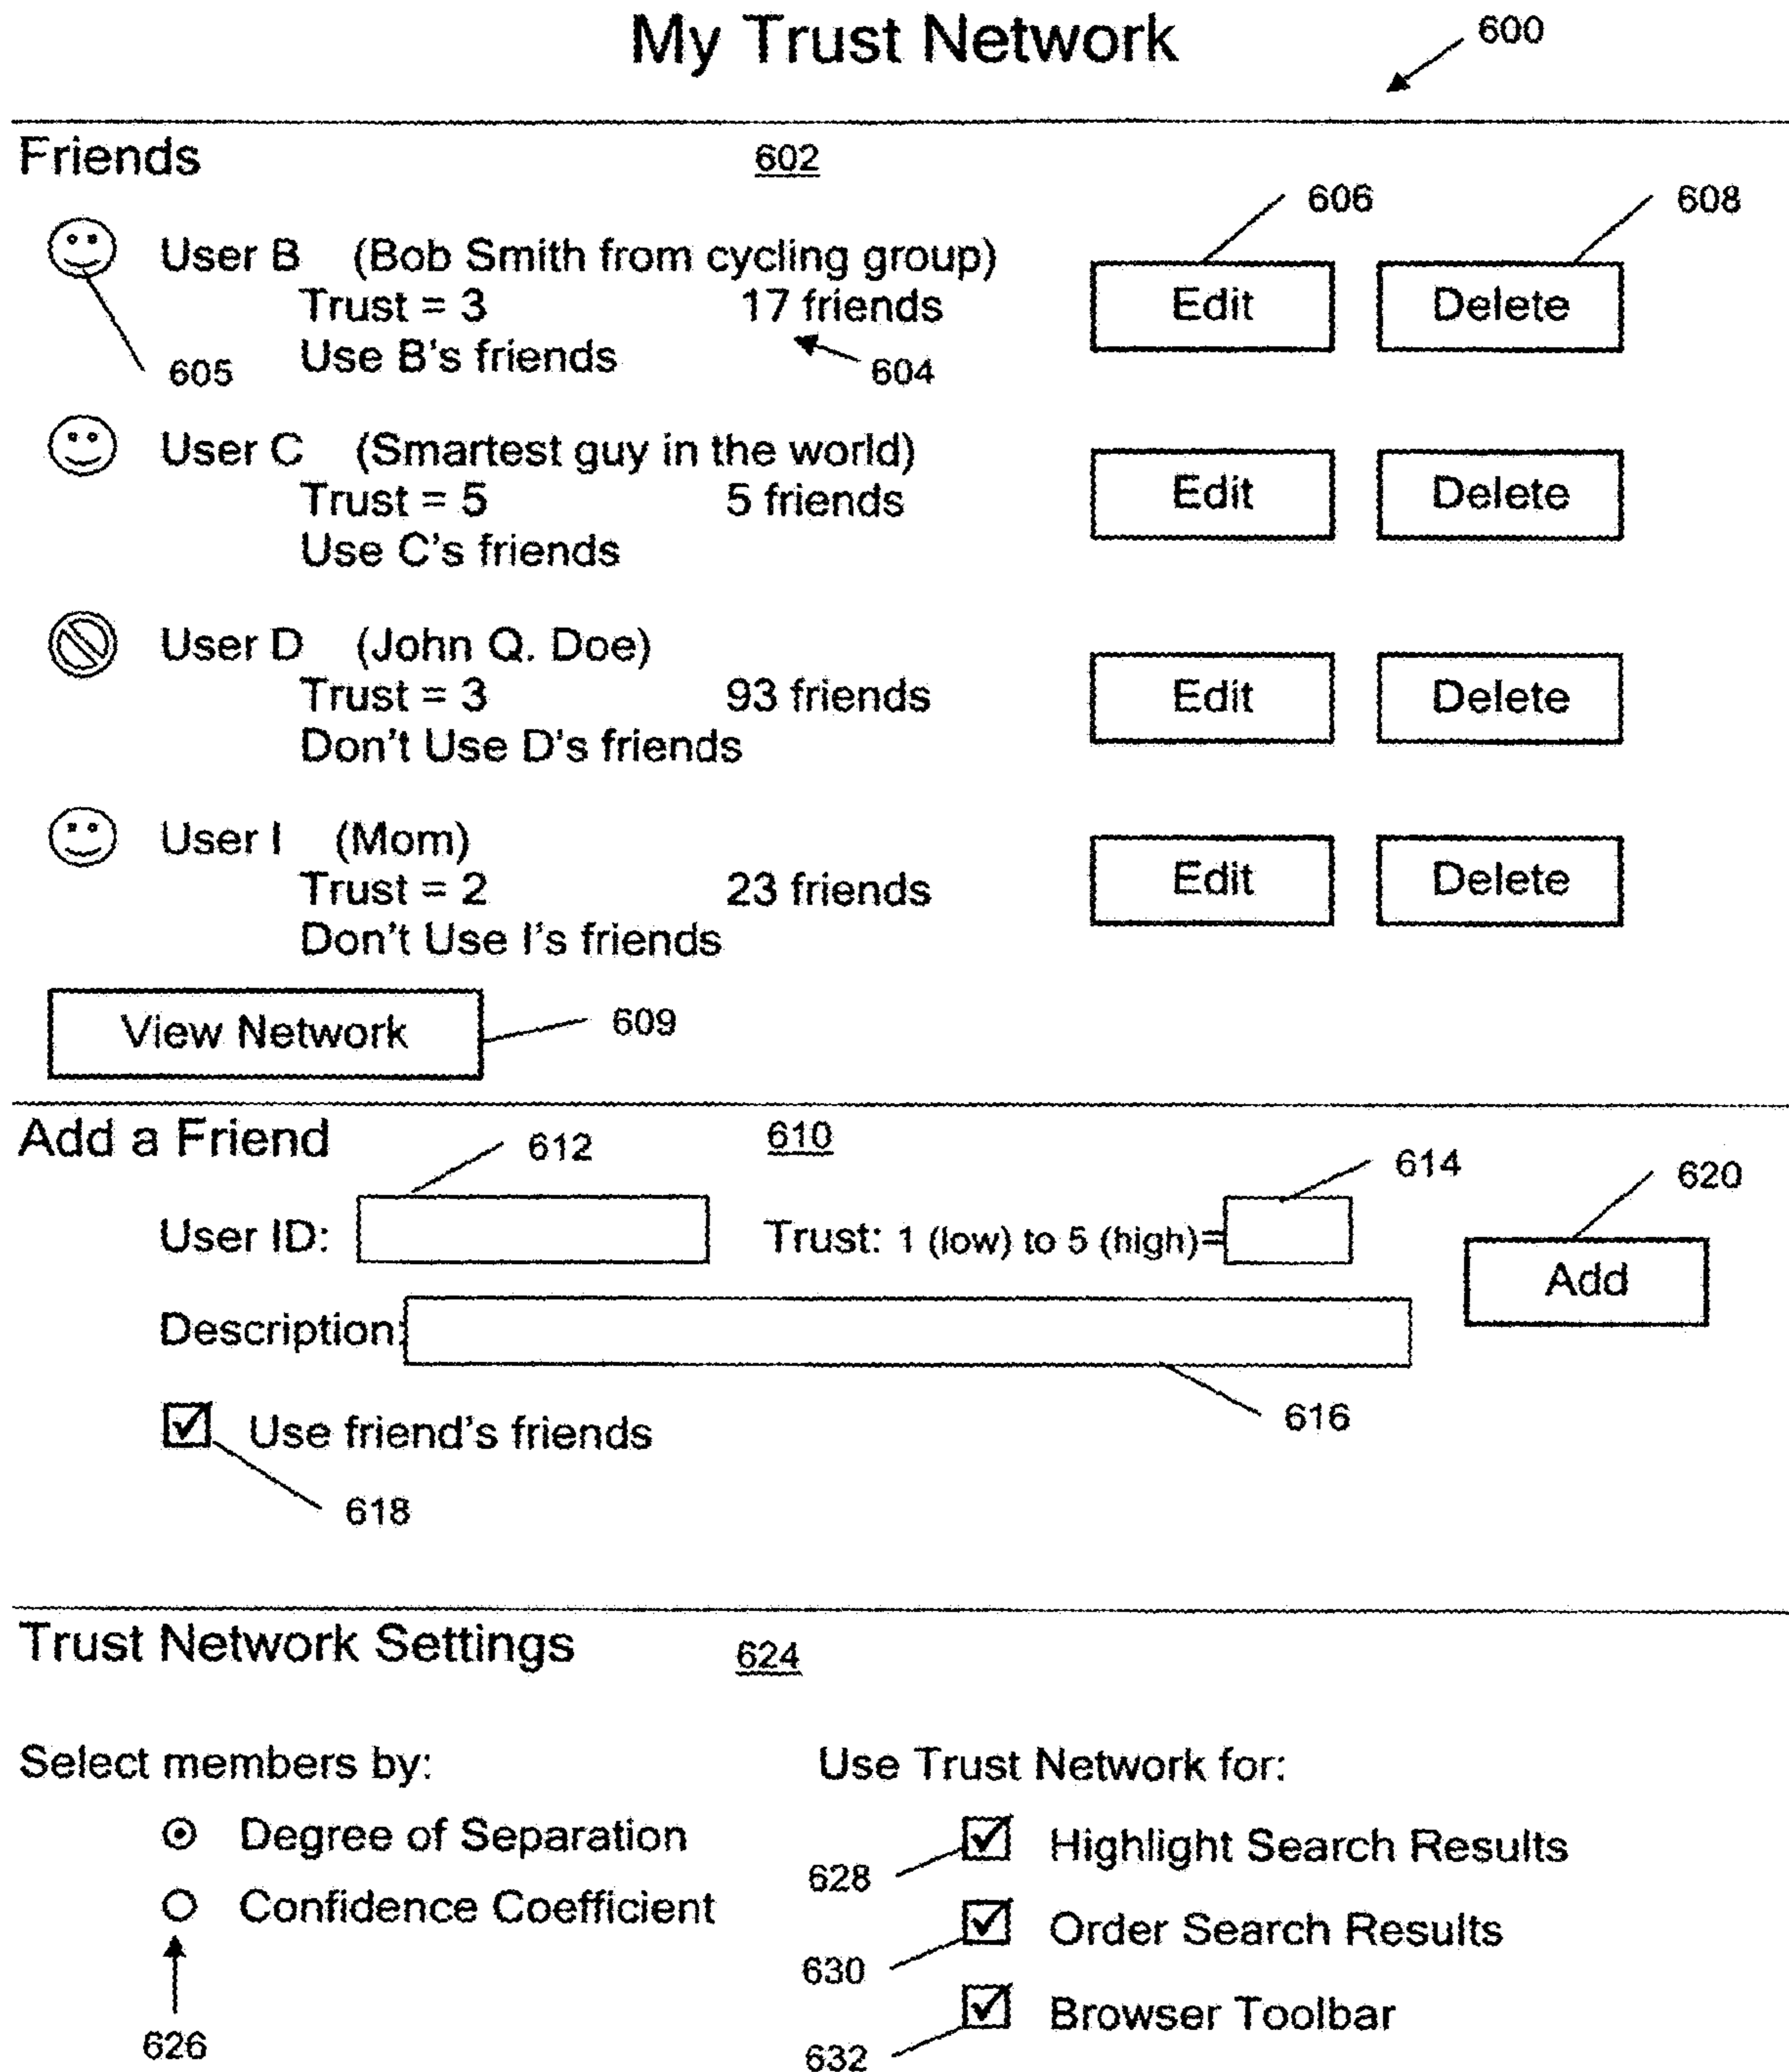 My Trust Network
600
Friends 602
606 608
User B (Bob Smith from cycling group) Edit Delete
Trust = 3 17 friends
605 Use B's friends 604
User C (Smartest guy in the world) Edit Delete
Trust = 5 5 friends
Use C's friends
User D (John Q. Doe) Edit Delete
Trust = 3 93 friends
Don't Use D's friends
User I (Mom) Edit Delete
Trust = 2 23 friends
Don't Use I's friends
View Network 609
Add a Friend 612 610 614 620
User ID: Trust: 1 (low) to 5 (high)= Add
Description:
616
Use friend's friends
618
Trust Network Settings 624
Select members by: Use Trust Network for:
Degree of Separation Highlight Search Results
628
Confidence Coefficient Order Search Results
630
626 Browser Toolbar
632